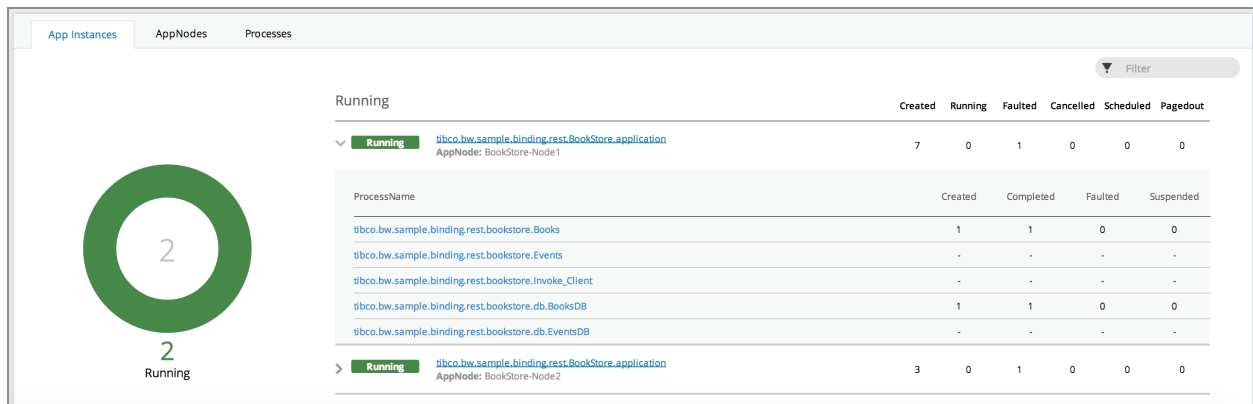 App Instances AppNodes Processes
Filter
Running Created Running Faulted Cancelled Scheduled Pagedout
Running tibco.bw.sample.binding.rest.BookStore.application 7 0 1 0 0 0
AppNode: BookStore-Node1
ProcessName Created Completed Faulted Suspended
tibco.bw.sample.binding.rest.bookstore.Books 1 1 0 0
tibco.bw.sample.binding.rest.bookstore.Events - - - -
tibco.bw.sample.binding.rest.bookstore.Invoke_Client - - - -
tibco.bw.sample.binding.rest.bookstore.db.BooksDB 1 1 0 0
tibco.bw.sample.binding.rest.bookstore.db.EventsDB - - - -
Running tibco.bw.sample.binding.rest.BookStore.application 3 0 1 0 0 0
AppNode: BookStore-Node2
2
2
Running